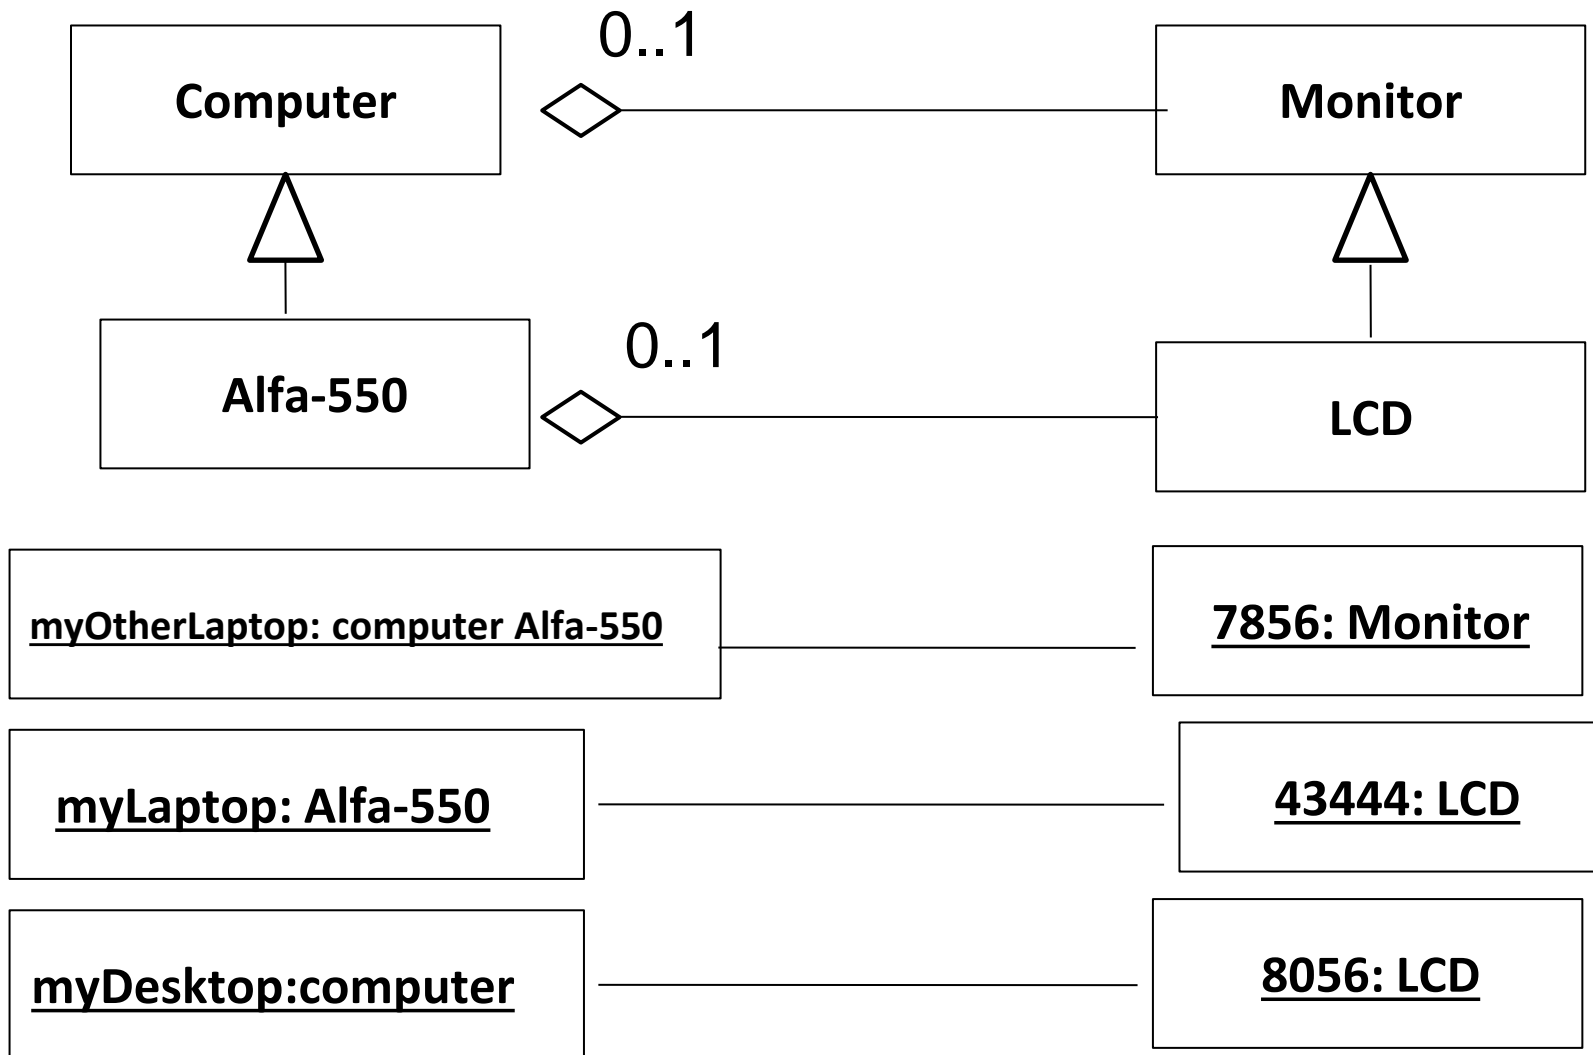 0..1
Computer
Monitor
0..1
Alfa-550
LCD
myOtherLaptop: computer Alfa-550
7856: Monitor
myLaptop: Alfa-550
43444: LCD
myDesktop:computer
8056: LCD